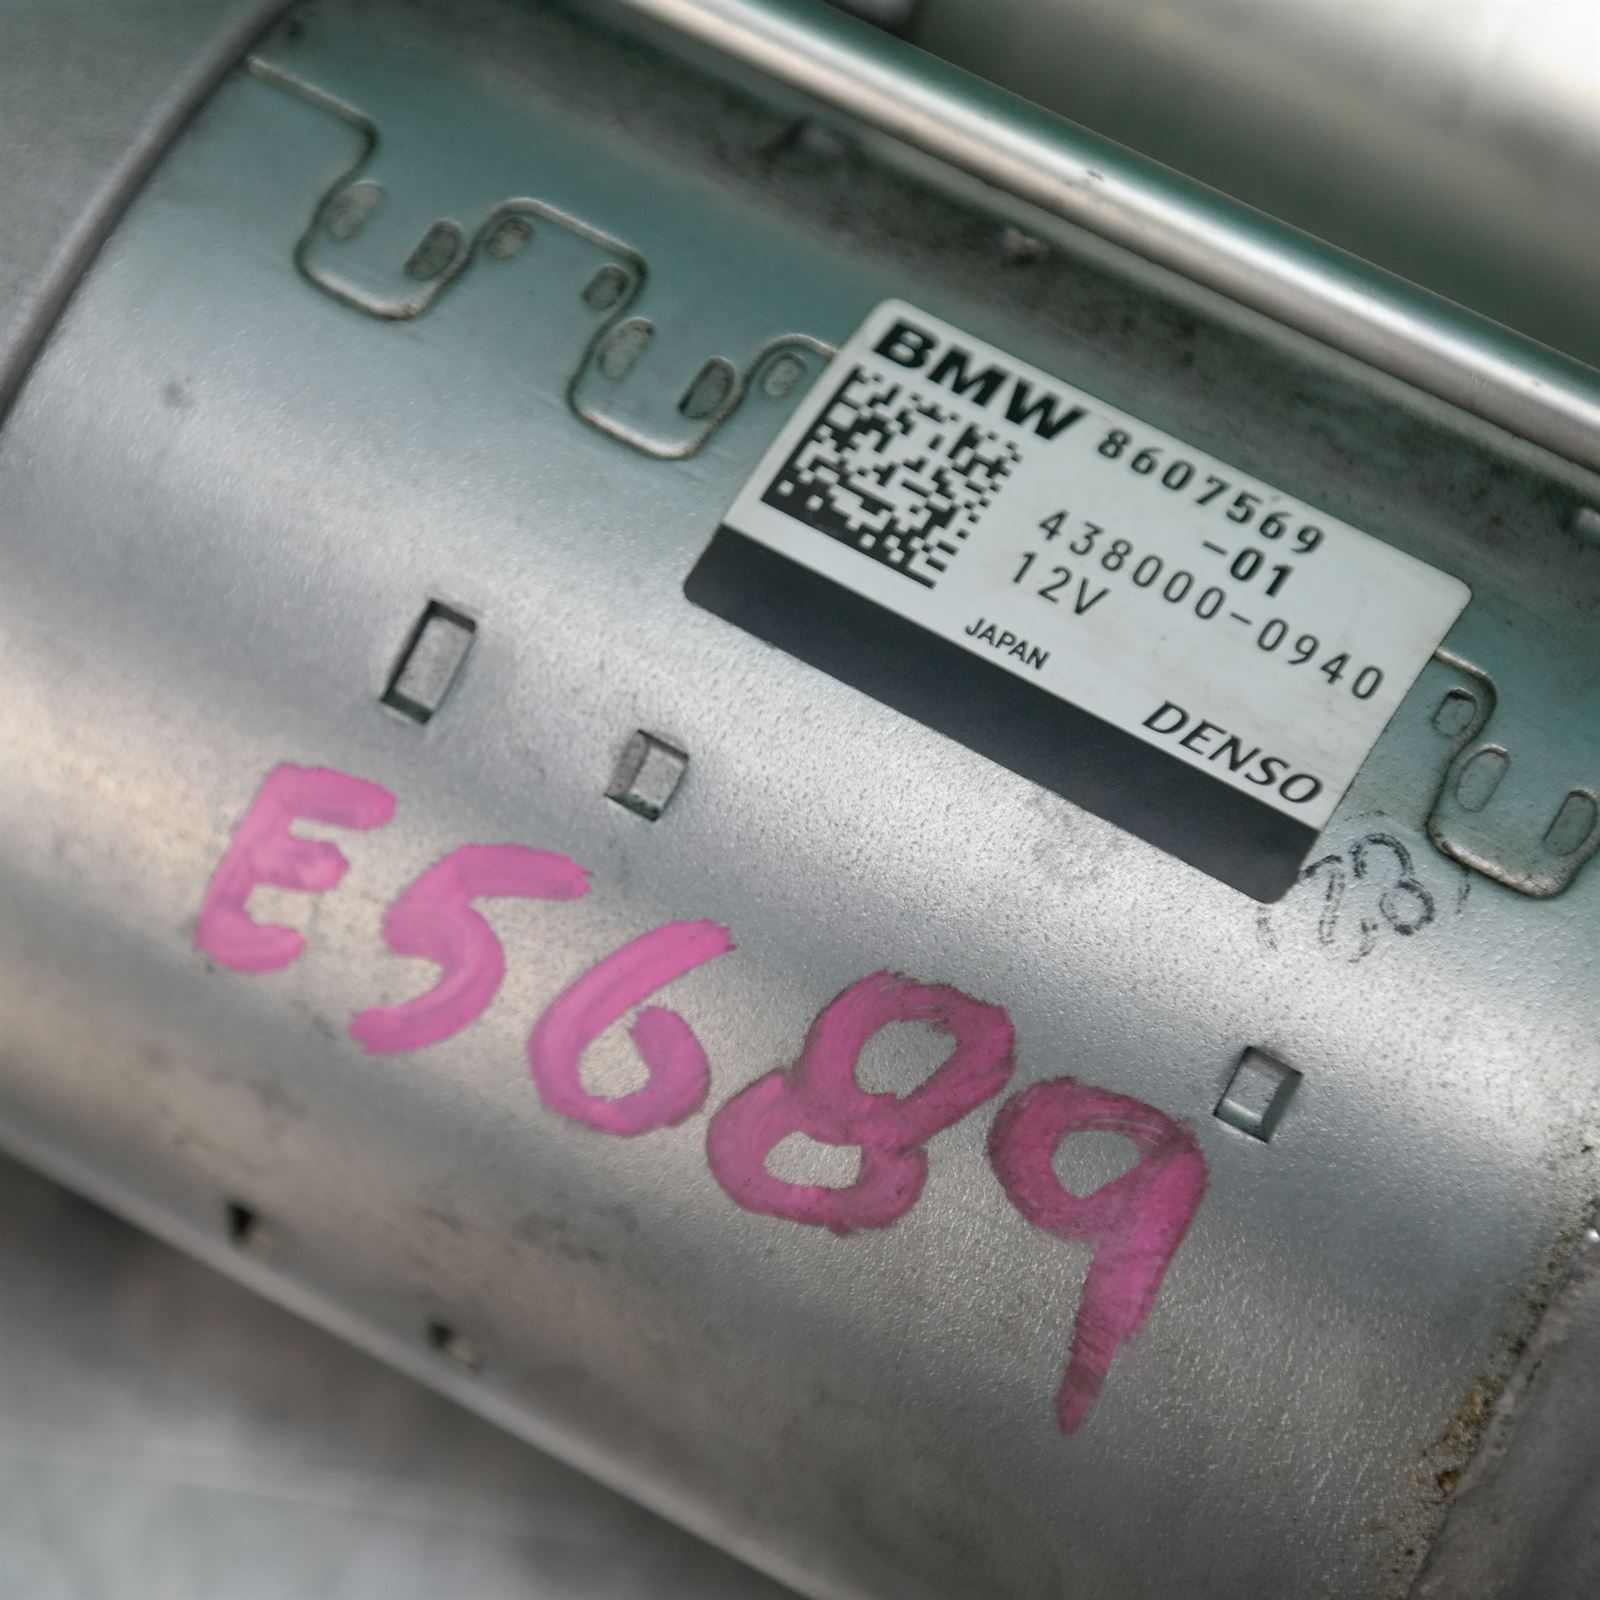 BMW 8607569
-01
438000-0940
12V
JAPAN
DENSO
E5689